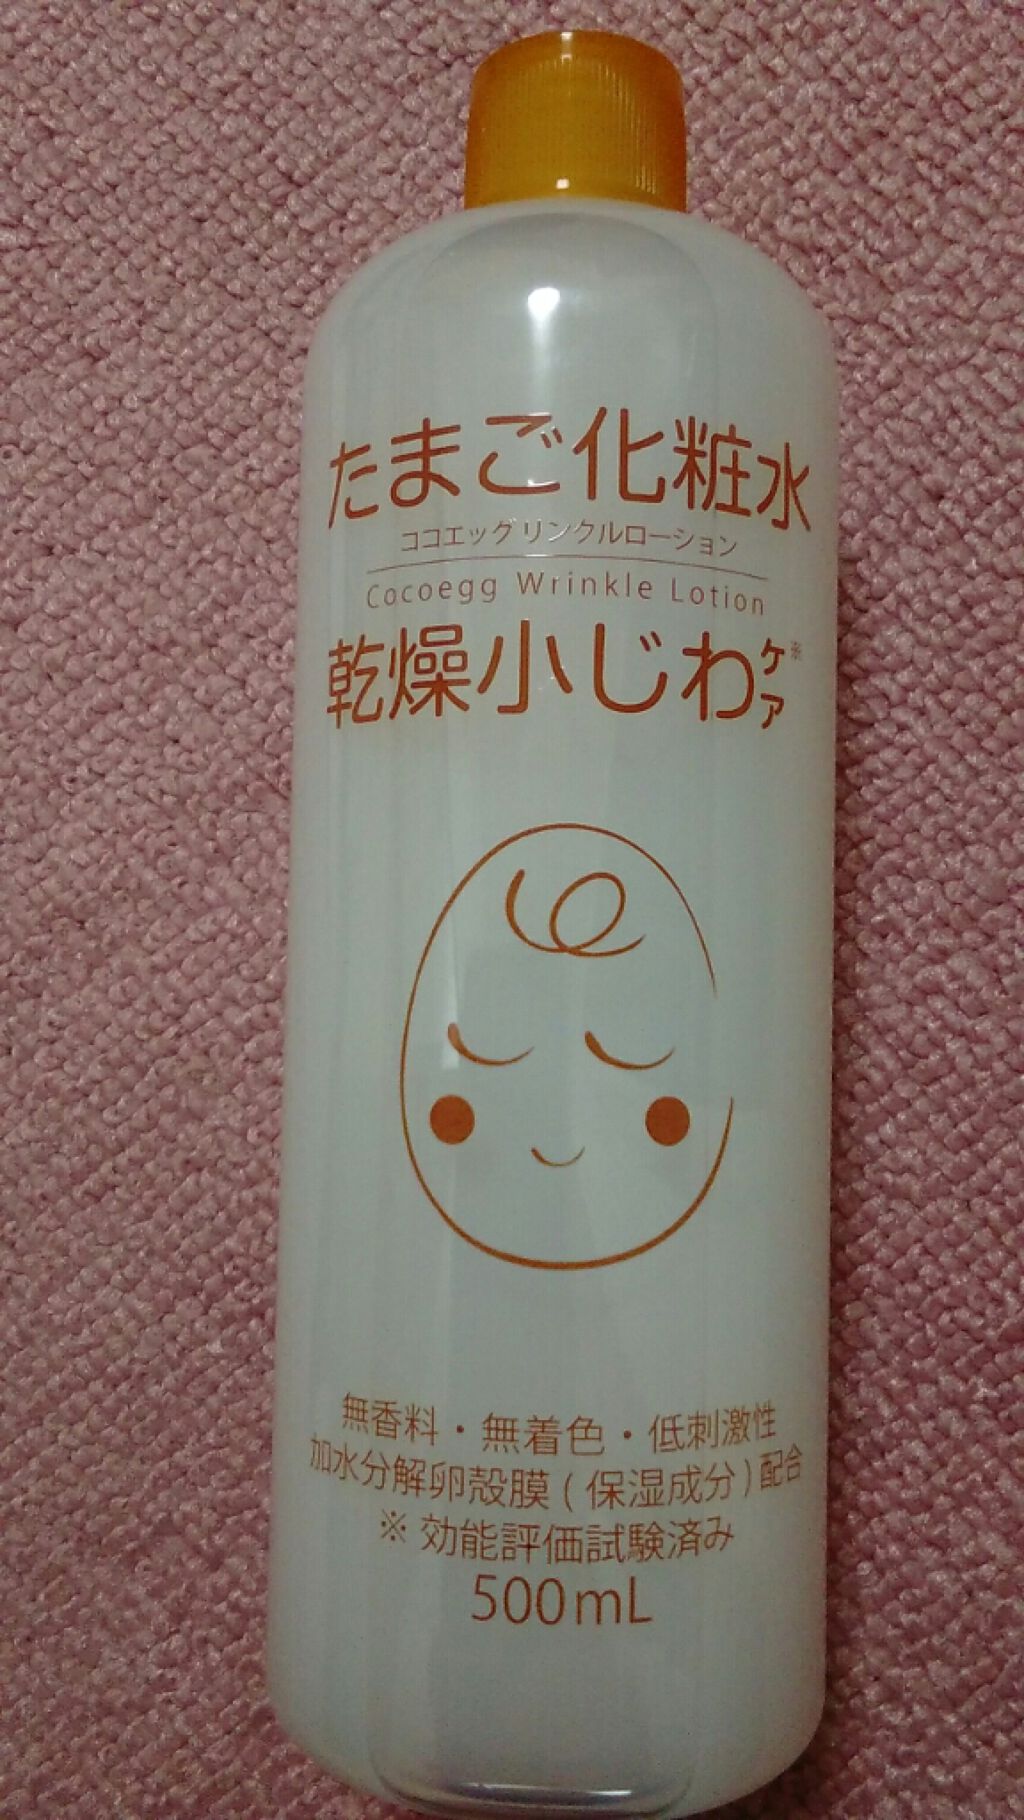 たまご化粧水
ココエッグリンクルローション
Cocoegg Wrinkle Lotion
乾燥小じわケア※
無香料・無着色・低刺激性
加水分解卵殻膜(保湿成分)配合
※効能評価試験済み
500mL